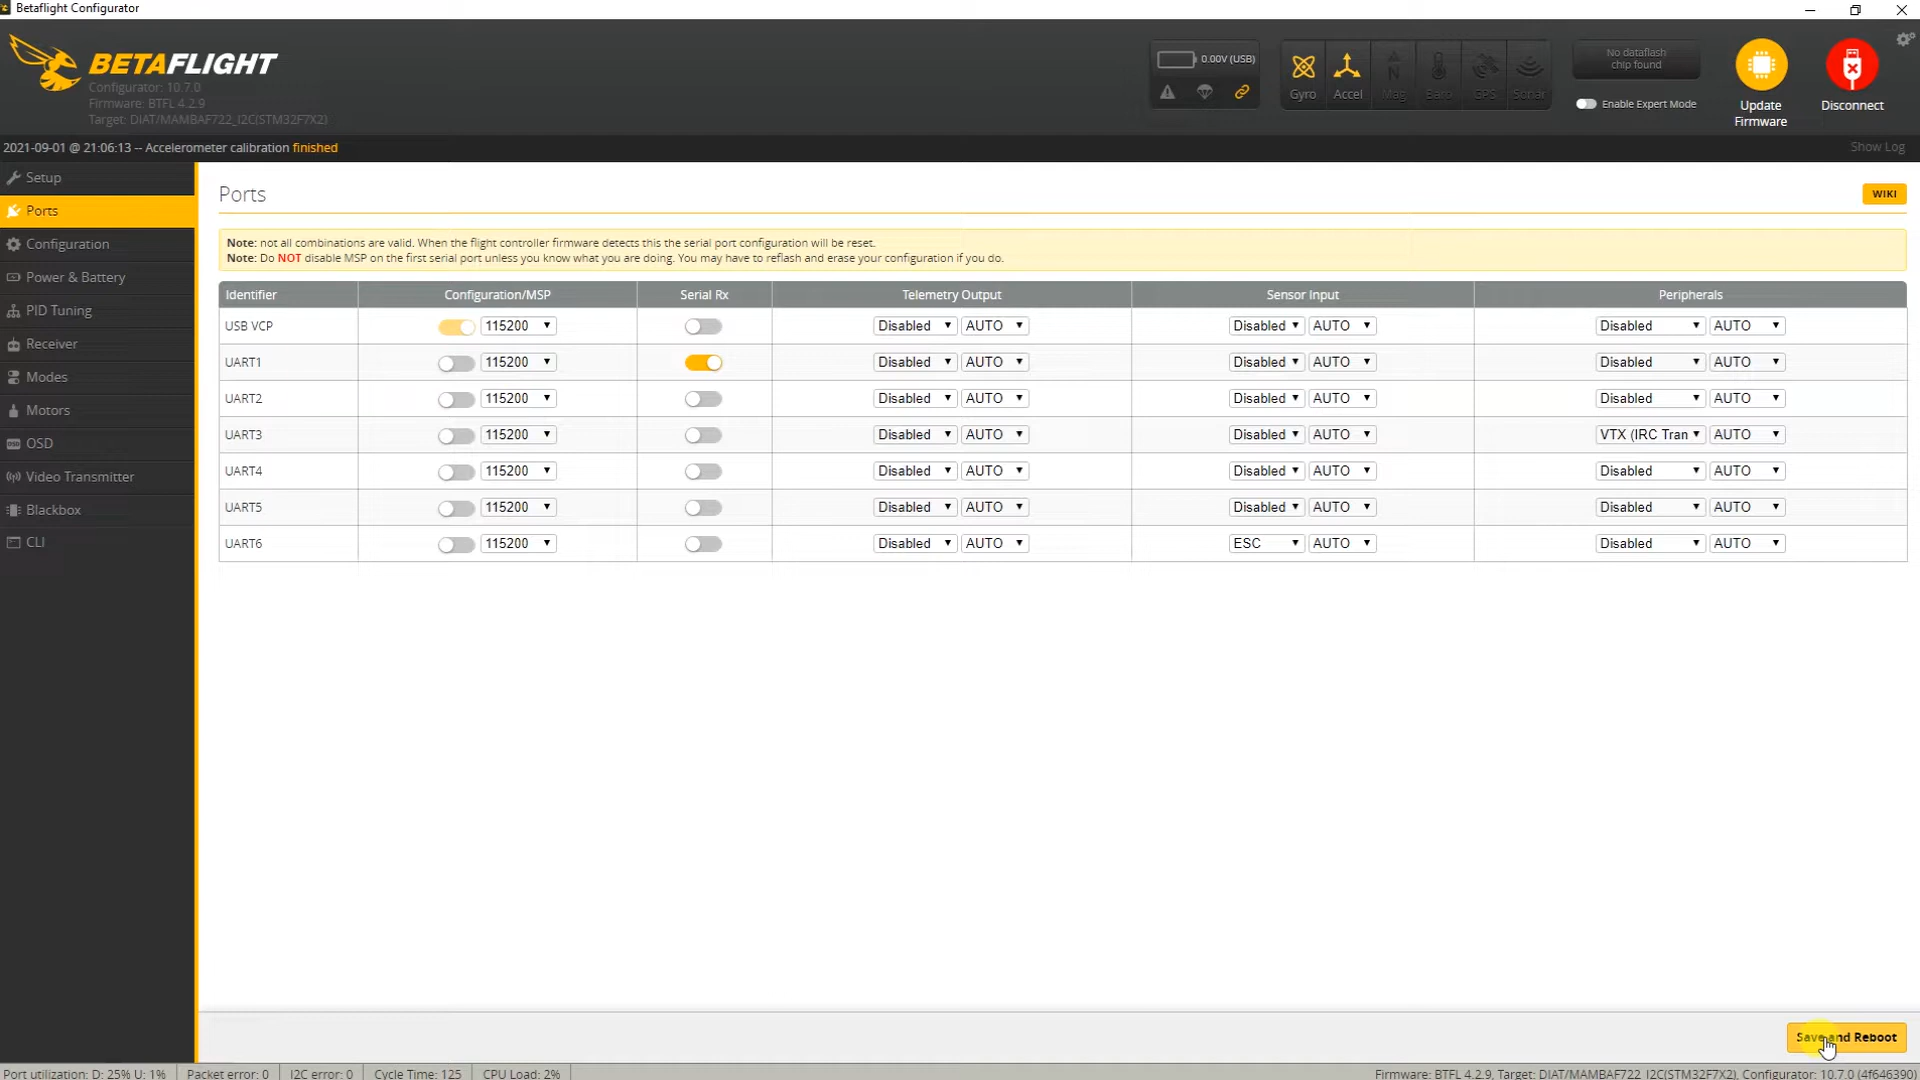 Betaflight Configurator
BETAFLIGHT
Configurator: 10.7.0
Firmware: BTFL 4.2.9
Target: DIAT/MAMBAF722_I2C(STM32F7X2)
0.00V (USB)
Gyro Accel Mag Baro GPS Sonar
No dataflash
chip found
Enable Expert Mode
Update
Firmware
Disconnect
2021-09-01 @ 21:06:13 -- Accelerometer calibration finished
Show Log
Setup
Ports
Configuration
Power & Battery
PID Tuning
Receiver
Modes
Motors
OSD
Video Transmitter
Blackbox
CLI
Ports
WIKI
Note: not all combinations are valid. When the flight controller firmware detects this the serial port configuration will be reset.
Note: Do NOT disable MSP on the first serial port unless you know what you are doing. You may have to reflash and erase your configuration if you do.
Identifier Configuration/MSP Serial Rx Telemetry Output Sensor Input Peripherals
USB VCP 115200 Disabled AUTO Disabled AUTO Disabled AUTO
UART1 115200 Disabled AUTO Disabled AUTO Disabled AUTO
UART2 115200 Disabled AUTO Disabled AUTO Disabled AUTO
UART3 115200 Disabled AUTO Disabled AUTO VTX (IRC Tran AUTO
UART4 115200 Disabled AUTO Disabled AUTO Disabled AUTO
UART5 115200 Disabled AUTO Disabled AUTO Disabled AUTO
UART6 115200 Disabled AUTO ESC AUTO Disabled AUTO
Save and Reboot
Port utilization: D: 25% U: 1% Packet error: 0 I2C error: 0 Cycle Time: 125 CPU Load: 2% Firmware: BTFL 4.2.9, Target: DIAT/MAMBAF722_I2C(STM32F7X2), Configurator: 10.7.0 (4f646390)